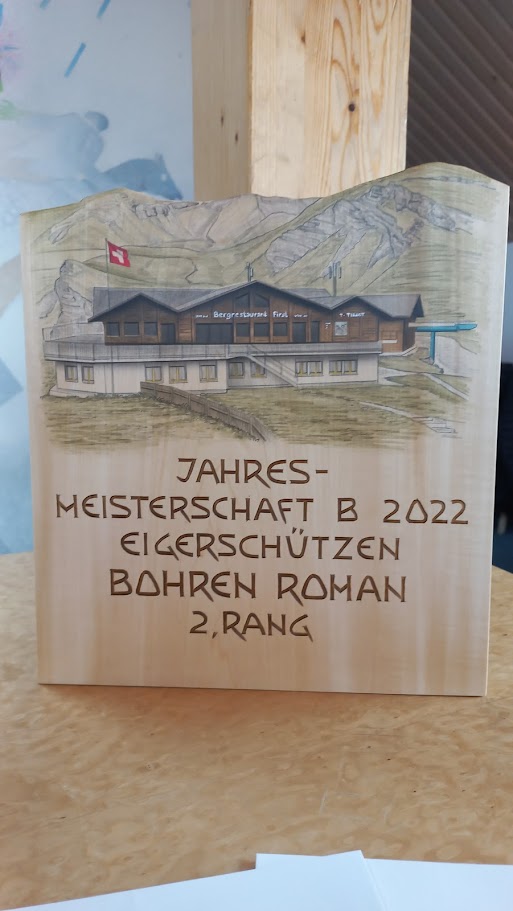 Bergrestaurant First
JAHRES-
MEISTERSCHAFT B 2022
EIGERSCHÜTZEN
BOHREN ROMAN
2. RANG